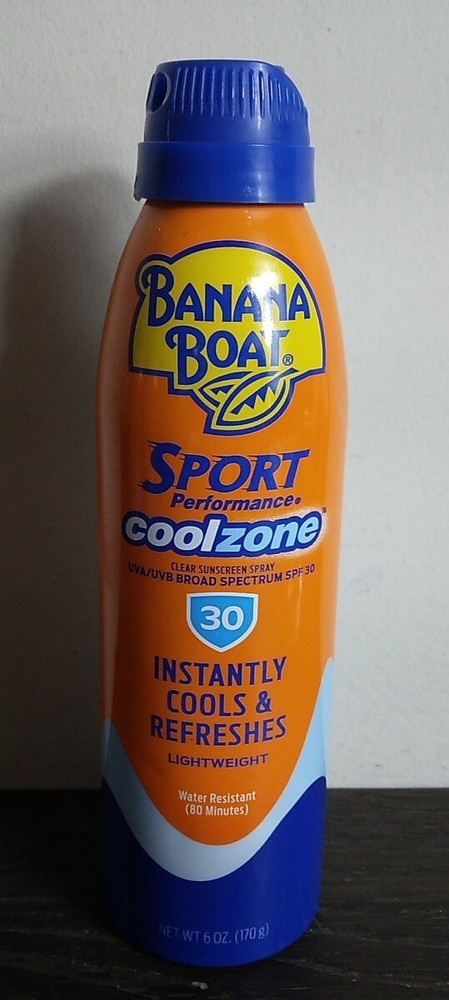 BANANA
BOAT®
SPORT
Performance®
coolzone™
CLEAR SUNSCREEN SPRAY
UVA/UVB BROAD SPECTRUM SPF 30
30
INSTANTLY
COOLS &
REFRESHES
LIGHTWEIGHT
Water Resistant
(80 Minutes)
NET WT 6 OZ. (170 g)